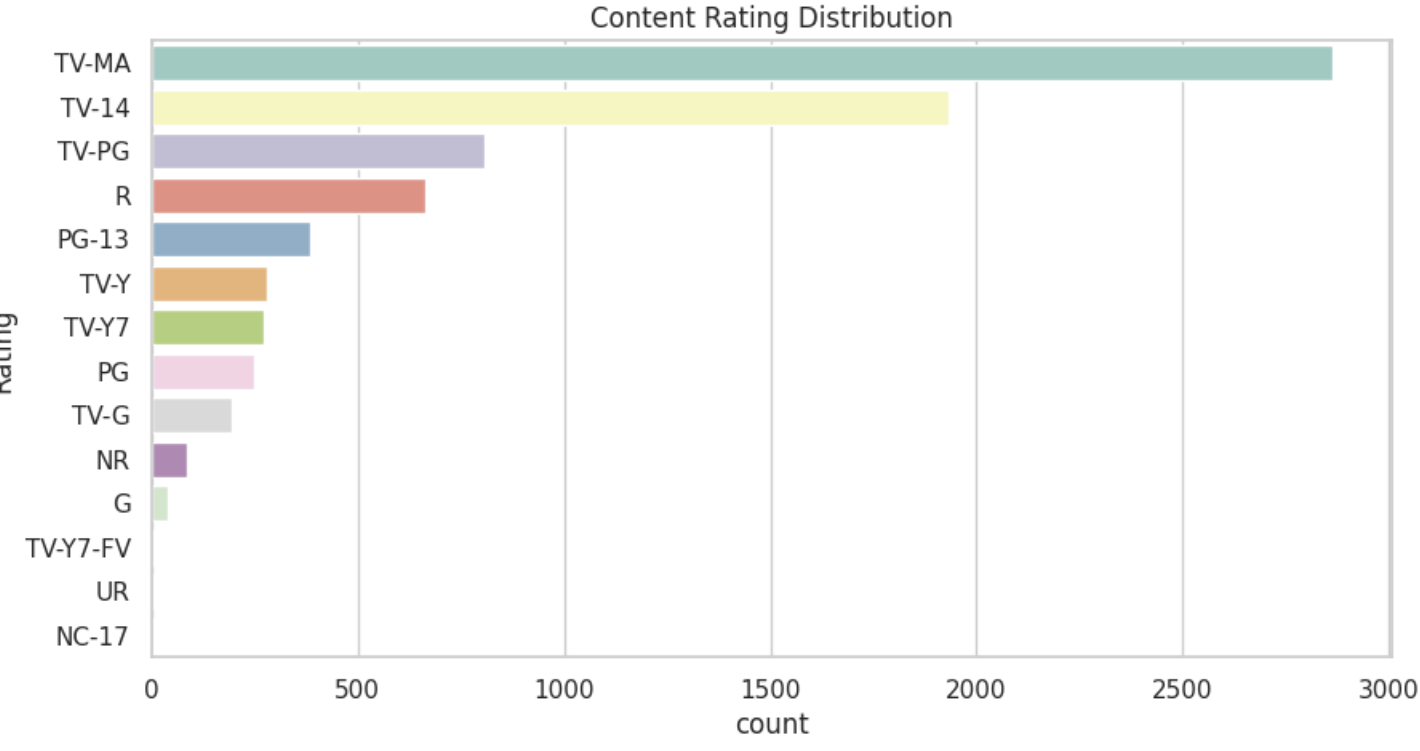 Content Rating Distribution
TV-MA
TV-14
TV-PG
R
PG-13
TV-Y
TV-Y7
PG
TV-G
NR
G
TV-Y7-FV
UR
NC-17
Rating
0 500 1000 1500 2000 2500 3000
count